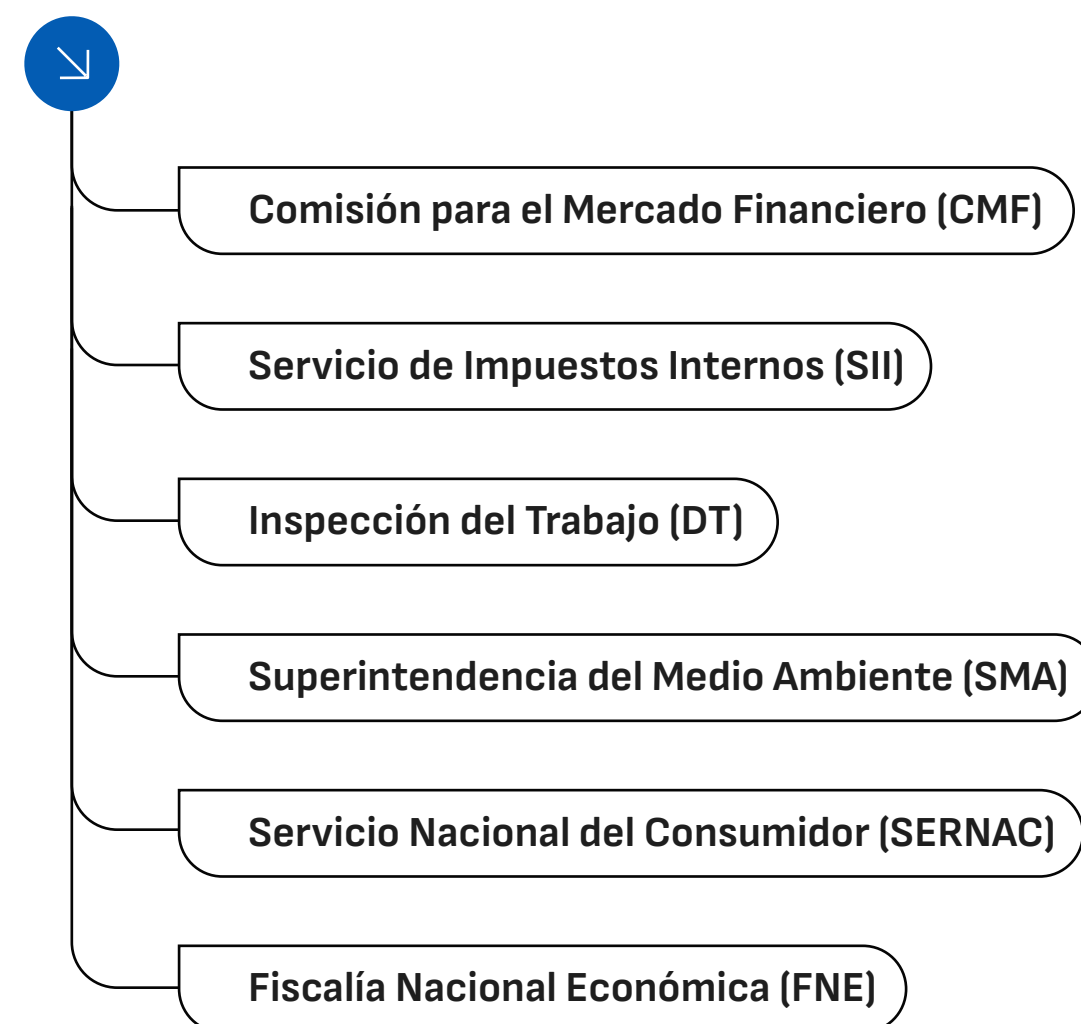 Comisión para el Mercado Financiero (CMF)
Servicio de Impuestos Internos (SII)
Inspección del Trabajo (DT)
Superintendencia del Medio Ambiente (SMA)
Servicio Nacional del Consumidor (SERNAC)
Fiscalía Nacional Económica (FNE)